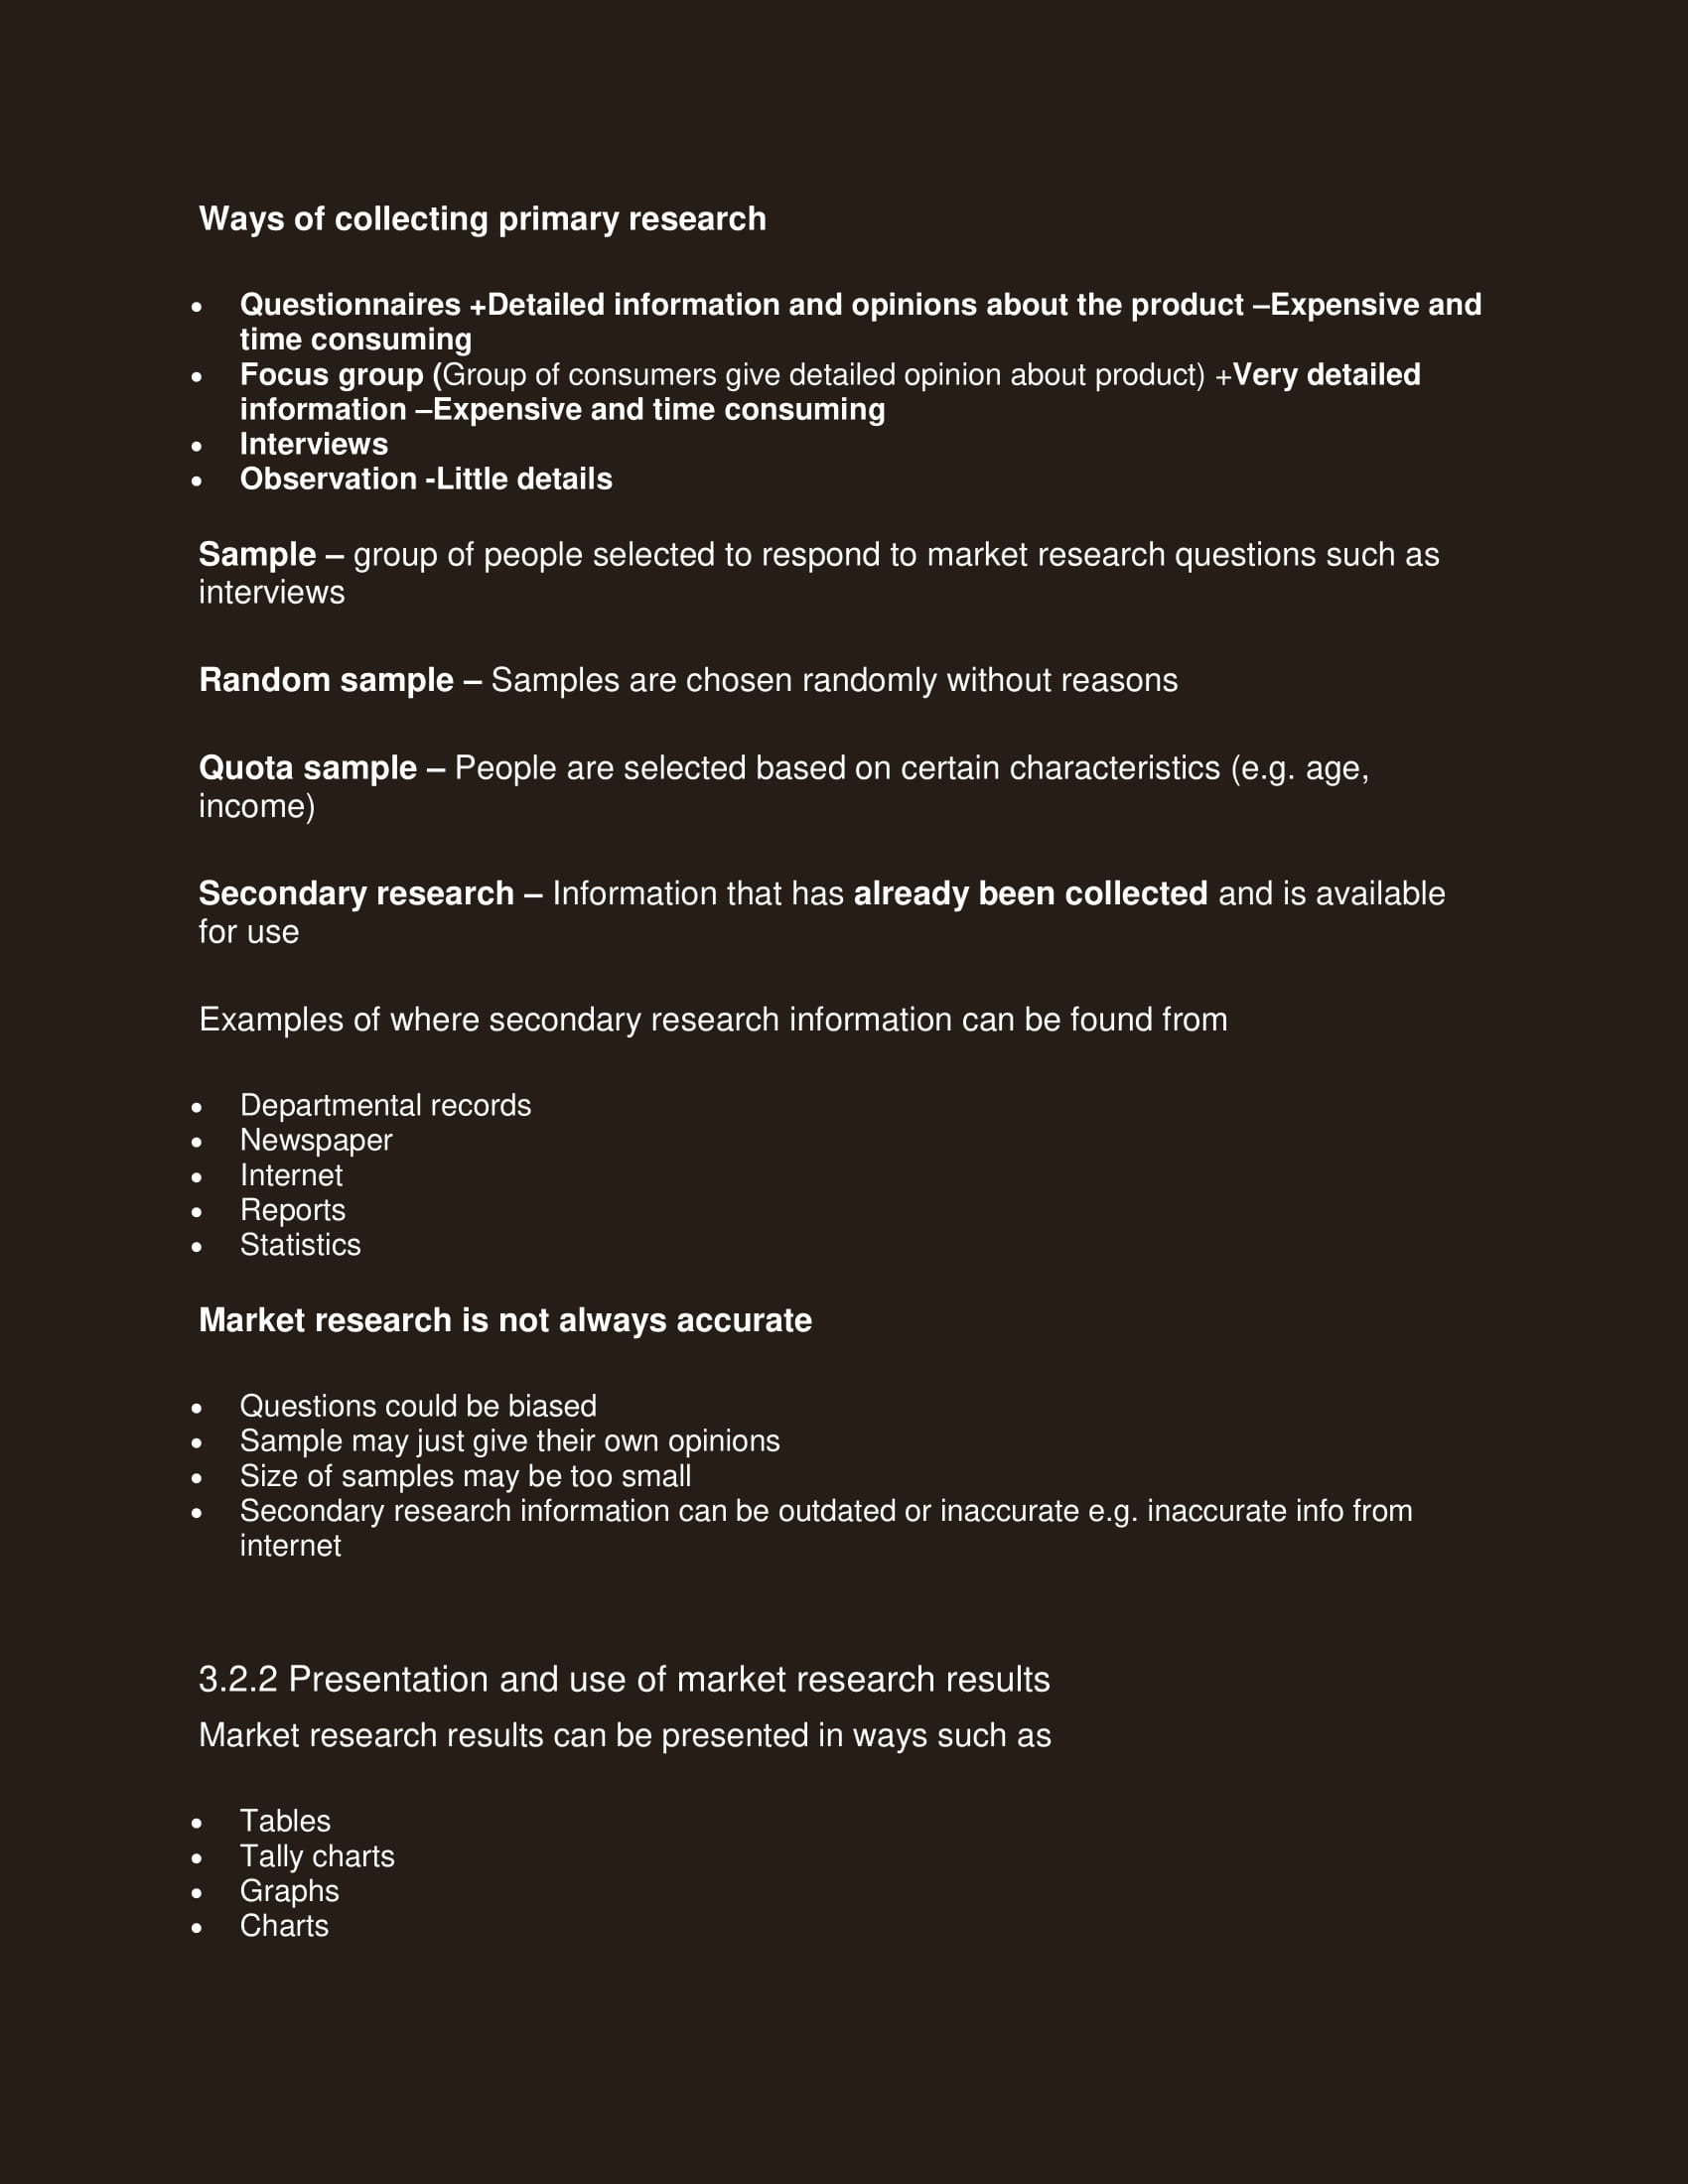 Ways of collecting primary research
• Questionnaires +Detailed information and opinions about the product –Expensive and
time consuming
• Focus group (Group of consumers give detailed opinion about product) +Very detailed
information –Expensive and time consuming
• Interviews
• Observation -Little details
Sample – group of people selected to respond to market research questions such as
interviews
Random sample – Samples are chosen randomly without reasons
Quota sample – People are selected based on certain characteristics (e.g. age,
income)
Secondary research – Information that has already been collected and is available
for use
Examples of where secondary research information can be found from
• Departmental records
• Newspaper
• Internet
• Reports
• Statistics
Market research is not always accurate
• Questions could be biased
• Sample may just give their own opinions
• Size of samples may be too small
• Secondary research information can be outdated or inaccurate e.g. inaccurate info from
internet
3.2.2 Presentation and use of market research results
Market research results can be presented in ways such as
• Tables
• Tally charts
• Graphs
• Charts